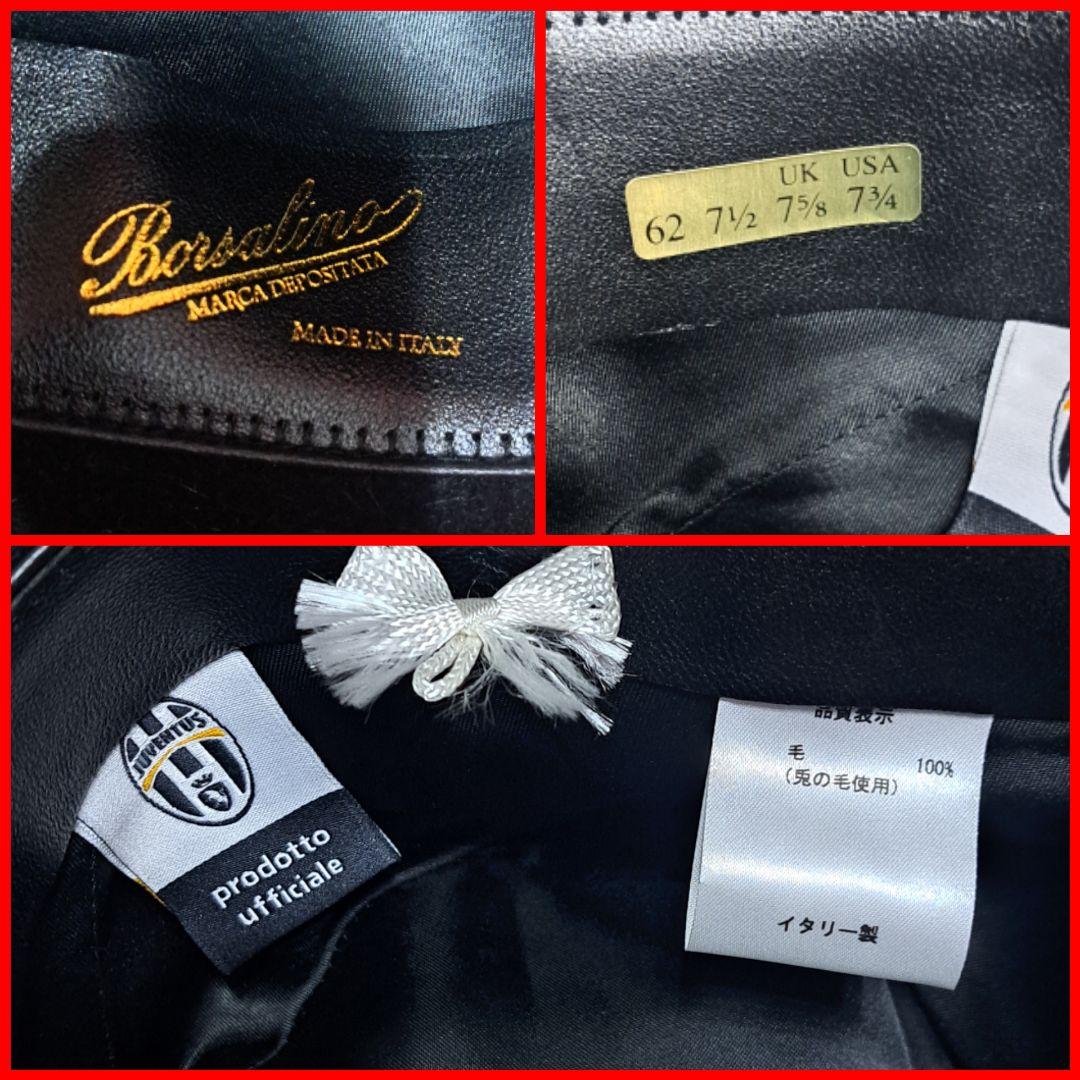 Borsalino
MARCA DEPOSITATA
MADE IN ITALY
UK USA
62 7½ 7⅝ 7¾
JUVENTUS
prodotto
ufficiale
品質表示
毛 100%
(兎の毛使用)
イタリー製